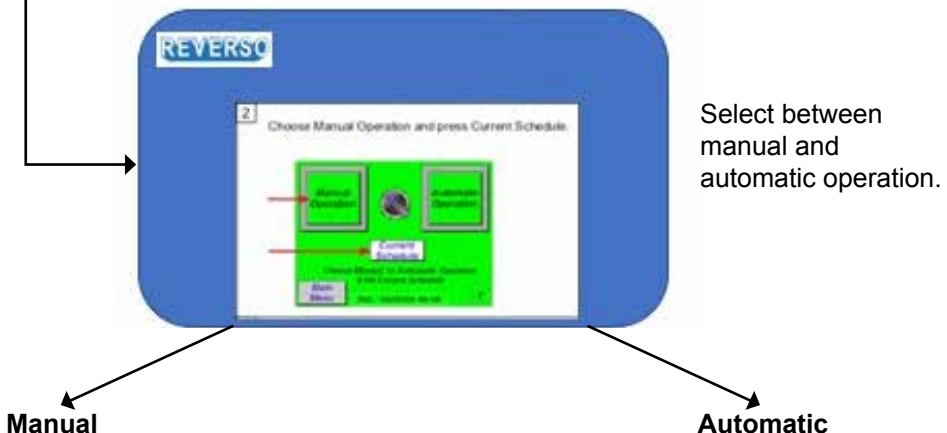 REVERSO
2
Choose Manual Operation and press Current Schedule.
Select between
manual and
automatic operation.
Manual
Operation
Automatic
Operation
Current
Schedule
Main
Menu
Manual
Automatic